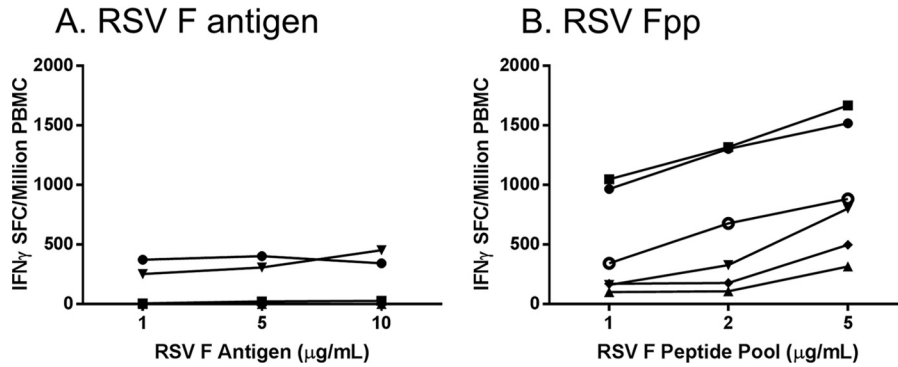 A. RSV F antigen
IFNγ SFC/Million PBMC
2000
1500
1000
500
0
1
5
10
RSV F Antigen (μg/mL)
B. RSV Fpp
IFNγ SFC/Million PBMC
2000
1500
1000
500
0
1
2
5
RSV F Peptide Pool (μg/mL)